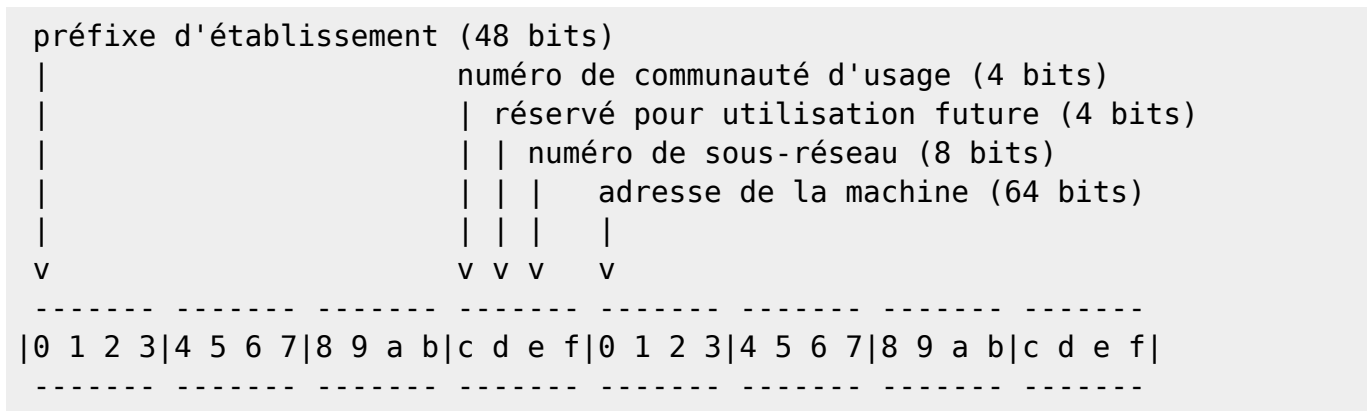 préfixe d'établissement (48 bits)
|                       numéro de communauté d'usage (4 bits)
|                       | réservé pour utilisation future (4 bits)
|                       | | numéro de sous-réseau (8 bits)
|                       | | |   adresse de la machine (64 bits)
|                       | | |   |
v                       v v v   v
------- ------- ------- ------- ------- ------- ------- -------
|0 1 2 3|4 5 6 7|8 9 a b|c d e f|0 1 2 3|4 5 6 7|8 9 a b|c d e f|
------- ------- ------- ------- ------- ------- ------- -------